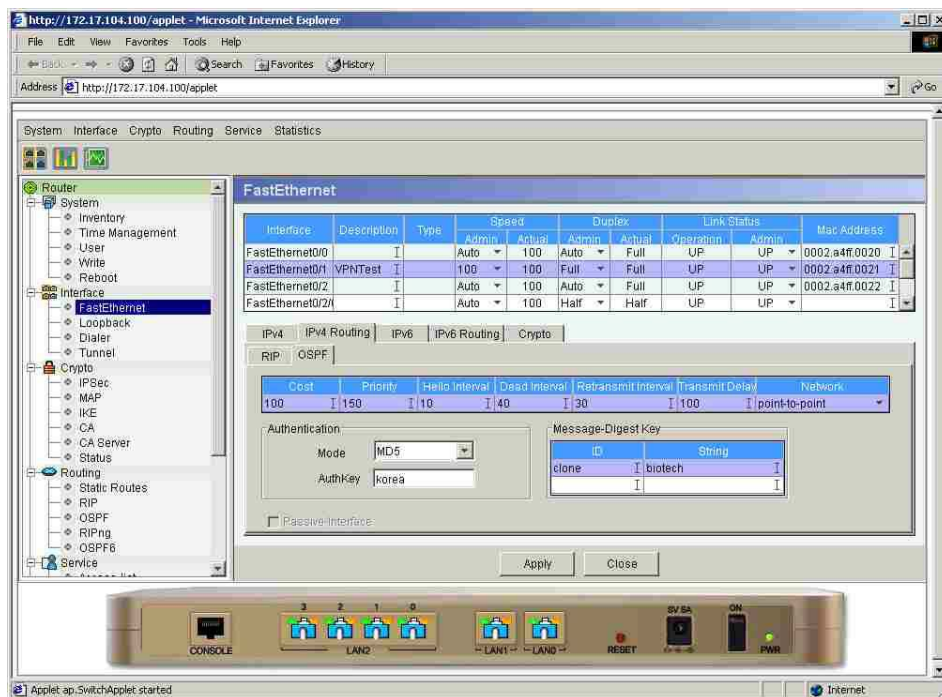 http://172.17.104.100/applet - Microsoft Internet Explorer
File Edit View Favorites Tools Help
Back Search Favorites History
Address http://172.17.104.100/applet Go
System Interface Crypto Routing Service Statistics
Router
System
Inventory
Time Management
User
Write
Reboot
Interface
FastEthernet
Loopback
Dialer
Tunnel
Crypto
IPSec
MAP
IKE
CA
CA Server
Status
Routing
Static Routes
RIP
OSPF
RIPng
OSPF6
Service
FastEthernet
Interface Description Type Speed Duplex Link Status Mac Address
Admin Actual Admin Actual Operation Admin
FastEthernet0/0 Auto 100 Auto Full UP UP 0002.a4ff.0020
FastEthernet0/1 VPNTest 100 100 Full Full UP UP 0002.a4ff.0021
FastEthernet0/2 Auto 100 Auto Full UP UP 0002.a4ff.0022
FastEthernet0/2/ Auto 100 Half Half UP UP
IPv4 IPv4 Routing IPv6 IPv6 Routing Crypto
RIP OSPF
Cost Priority Hello Interval Dead Interval Retransmit Interval Transmit Delay Network
100 150 10 40 30 100 point-to-point
Authentication
Mode MD5
AuthKey korea
Message-Digest Key
ID String
clone biotech
Passive-Interface
Apply Close
3 2 1 0
CONSOLE LAN2 LAN1 LAN0 RESET 5V 5A ON PWR
Applet ap.SwitchApplet started Internet